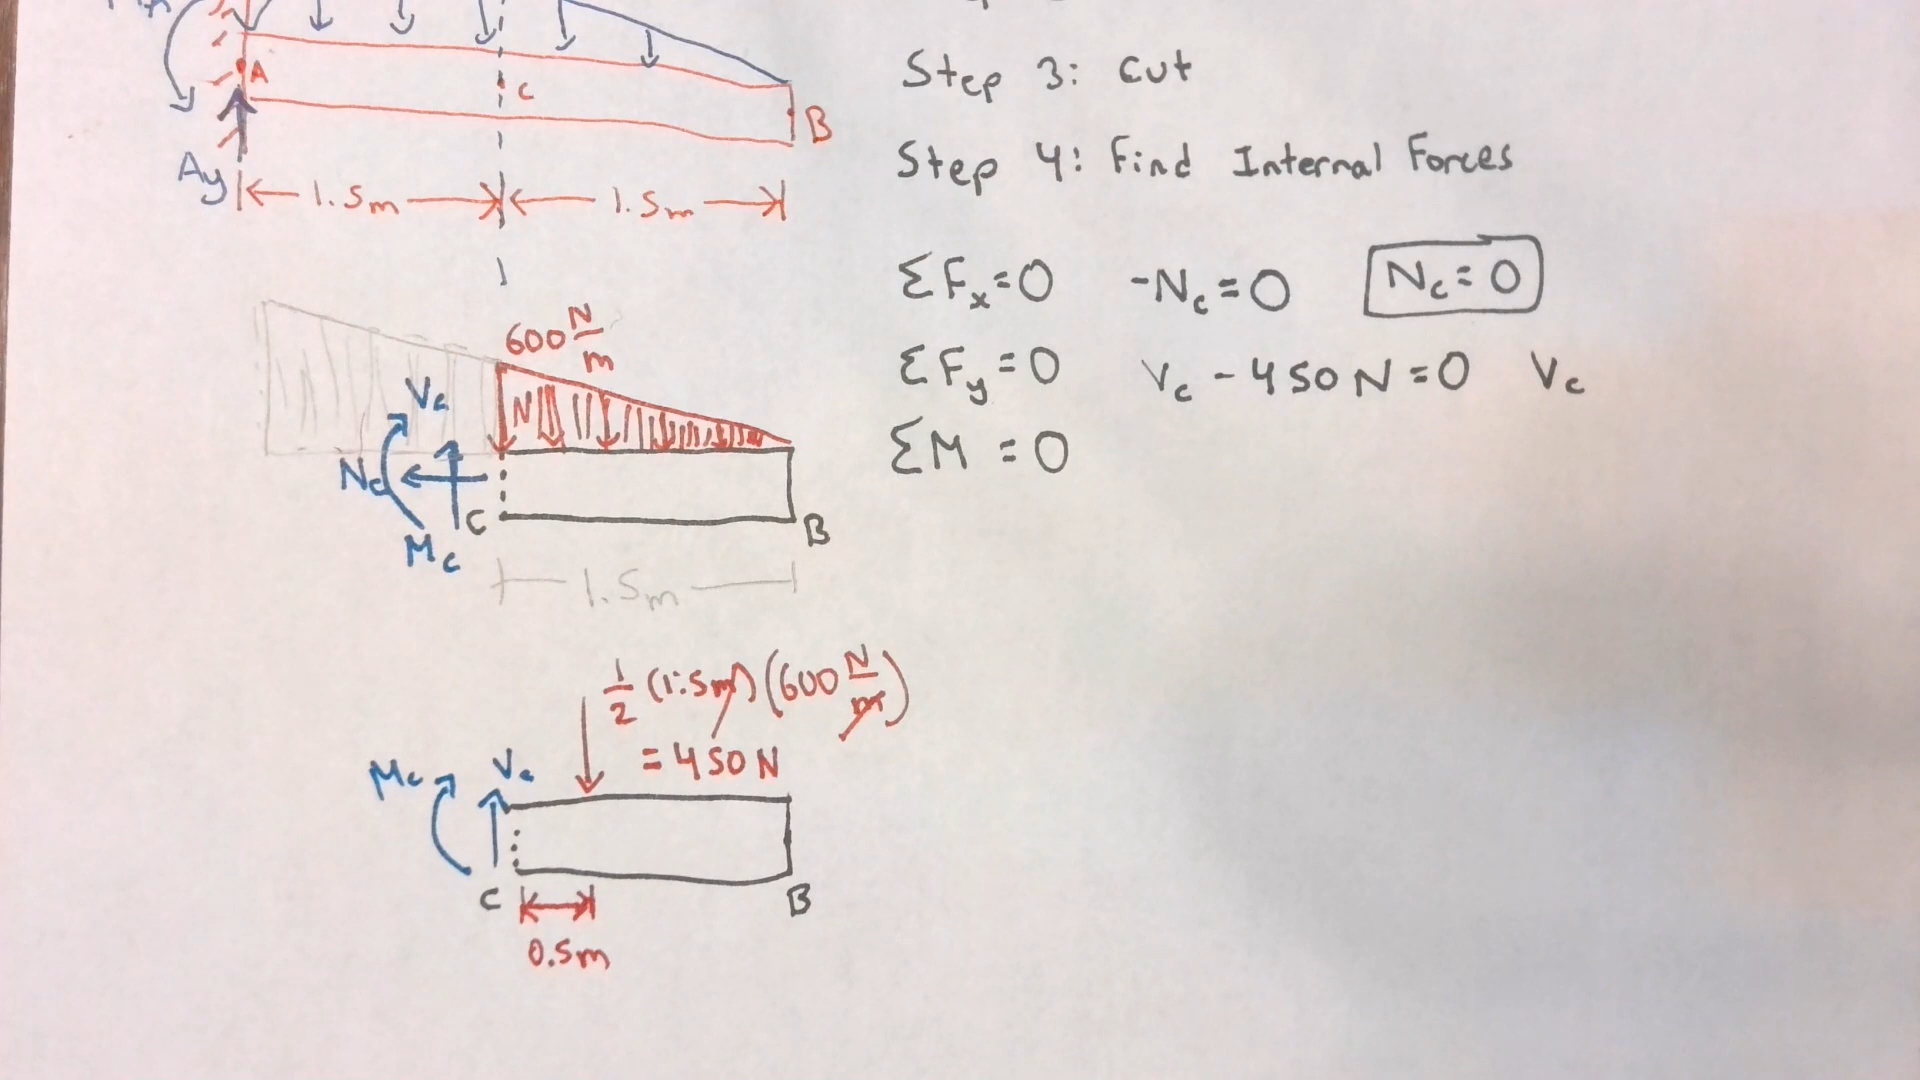 Step 3: Cut
A
C
B
Step 4: Find Internal Forces
Ay
1.5m
1.5m
ΣFx=0 -Nc=0 Nc=0
600 N/m
ΣFy=0 Vc-450N=0 Vc
Vc
ΣM=0
Nc
C
B
Mc
1.5m
1/2 (1.5m)(600 N/m)
=450N
Mc
Vc
C
B
0.5m